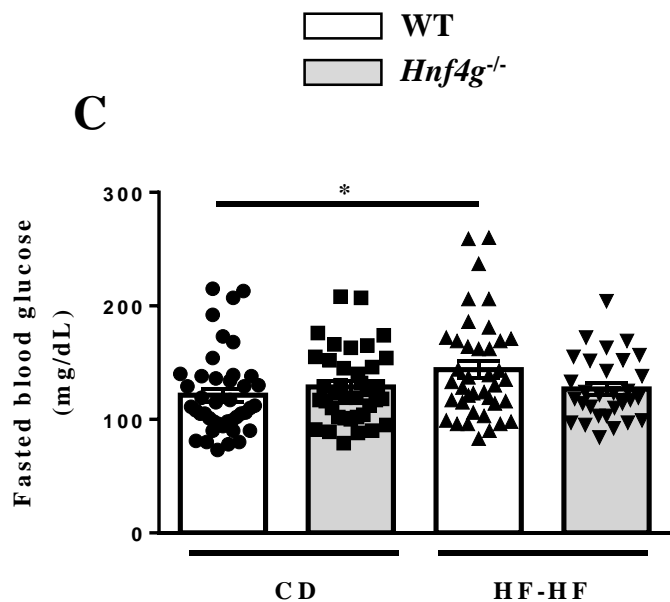 WT
Hnf4g-/-
C
*
300
200
100
0
Fasted blood glucose
(mg/dL)
CD
HF-HF